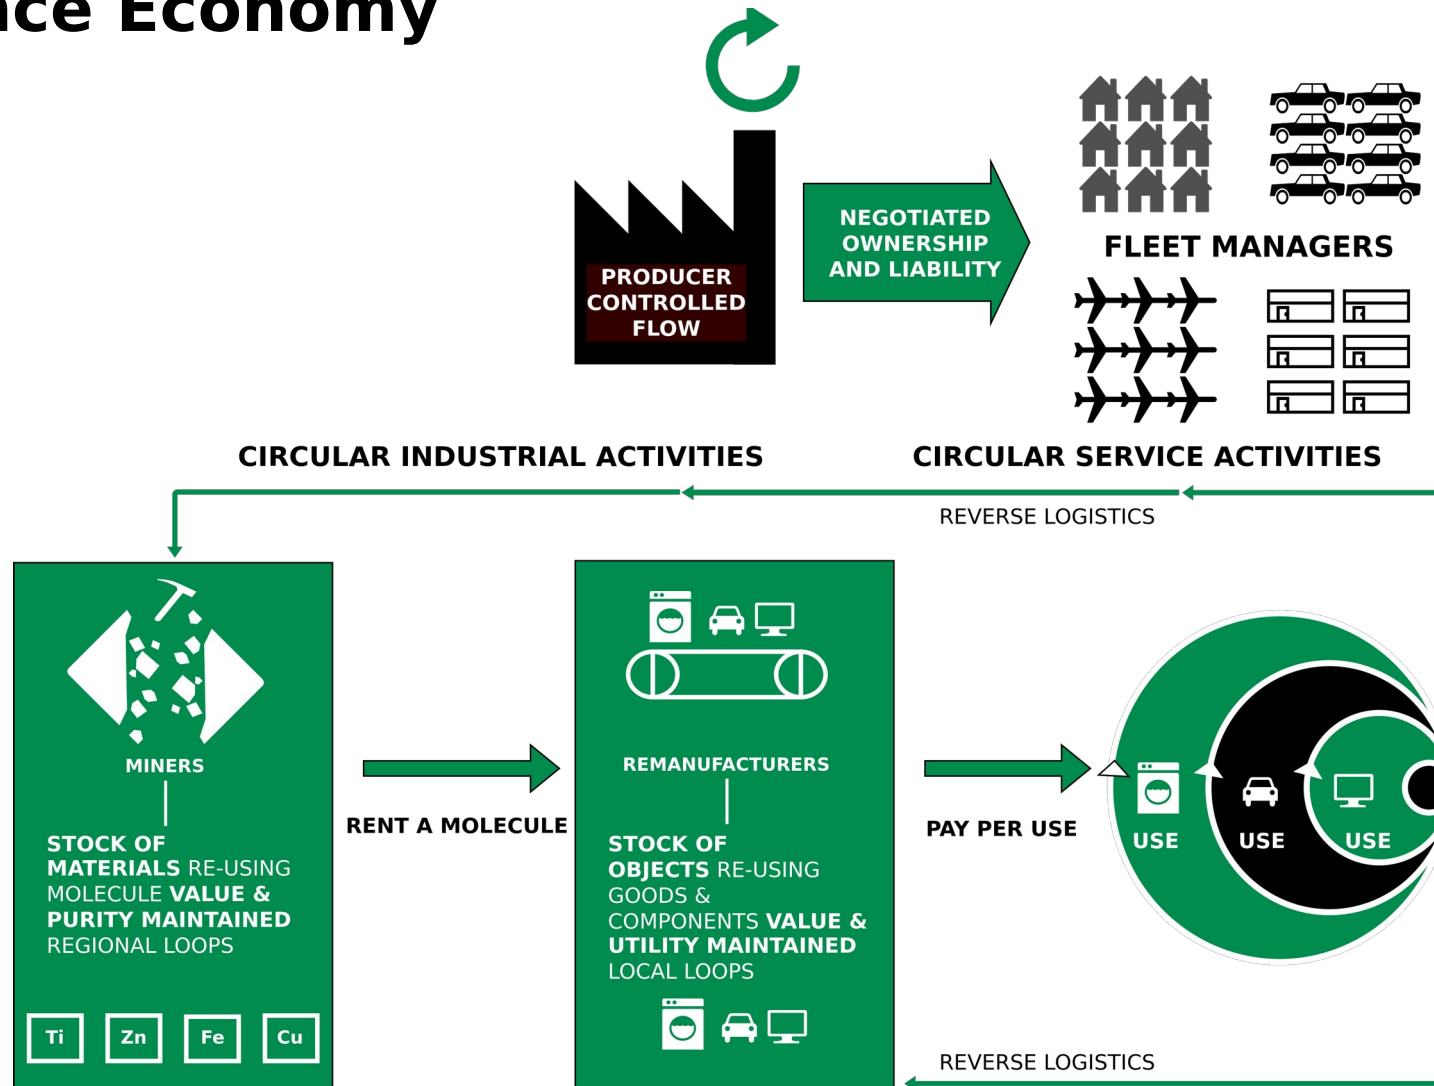 Economy
PRODUCER
CONTROLLED
FLOW
NEGOTIATED
OWNERSHIP
AND LIABILITY
FLEET MANAGERS
CIRCULAR INDUSTRIAL ACTIVITIES
CIRCULAR SERVICE ACTIVITIES
REVERSE LOGISTICS
MINERS
STOCK OF
MATERIALS RE-USING
MOLECULE VALUE &
PURITY MAINTAINED
REGIONAL LOOPS
Ti
Zn
Fe
Cu
RENT A MOLECULE
REMANUFACTURERS
STOCK OF
OBJECTS RE-USING
GOODS &
COMPONENTS VALUE &
UTILITY MAINTAINED
LOCAL LOOPS
PAY PER USE
USE
USE
USE
REVERSE LOGISTICS